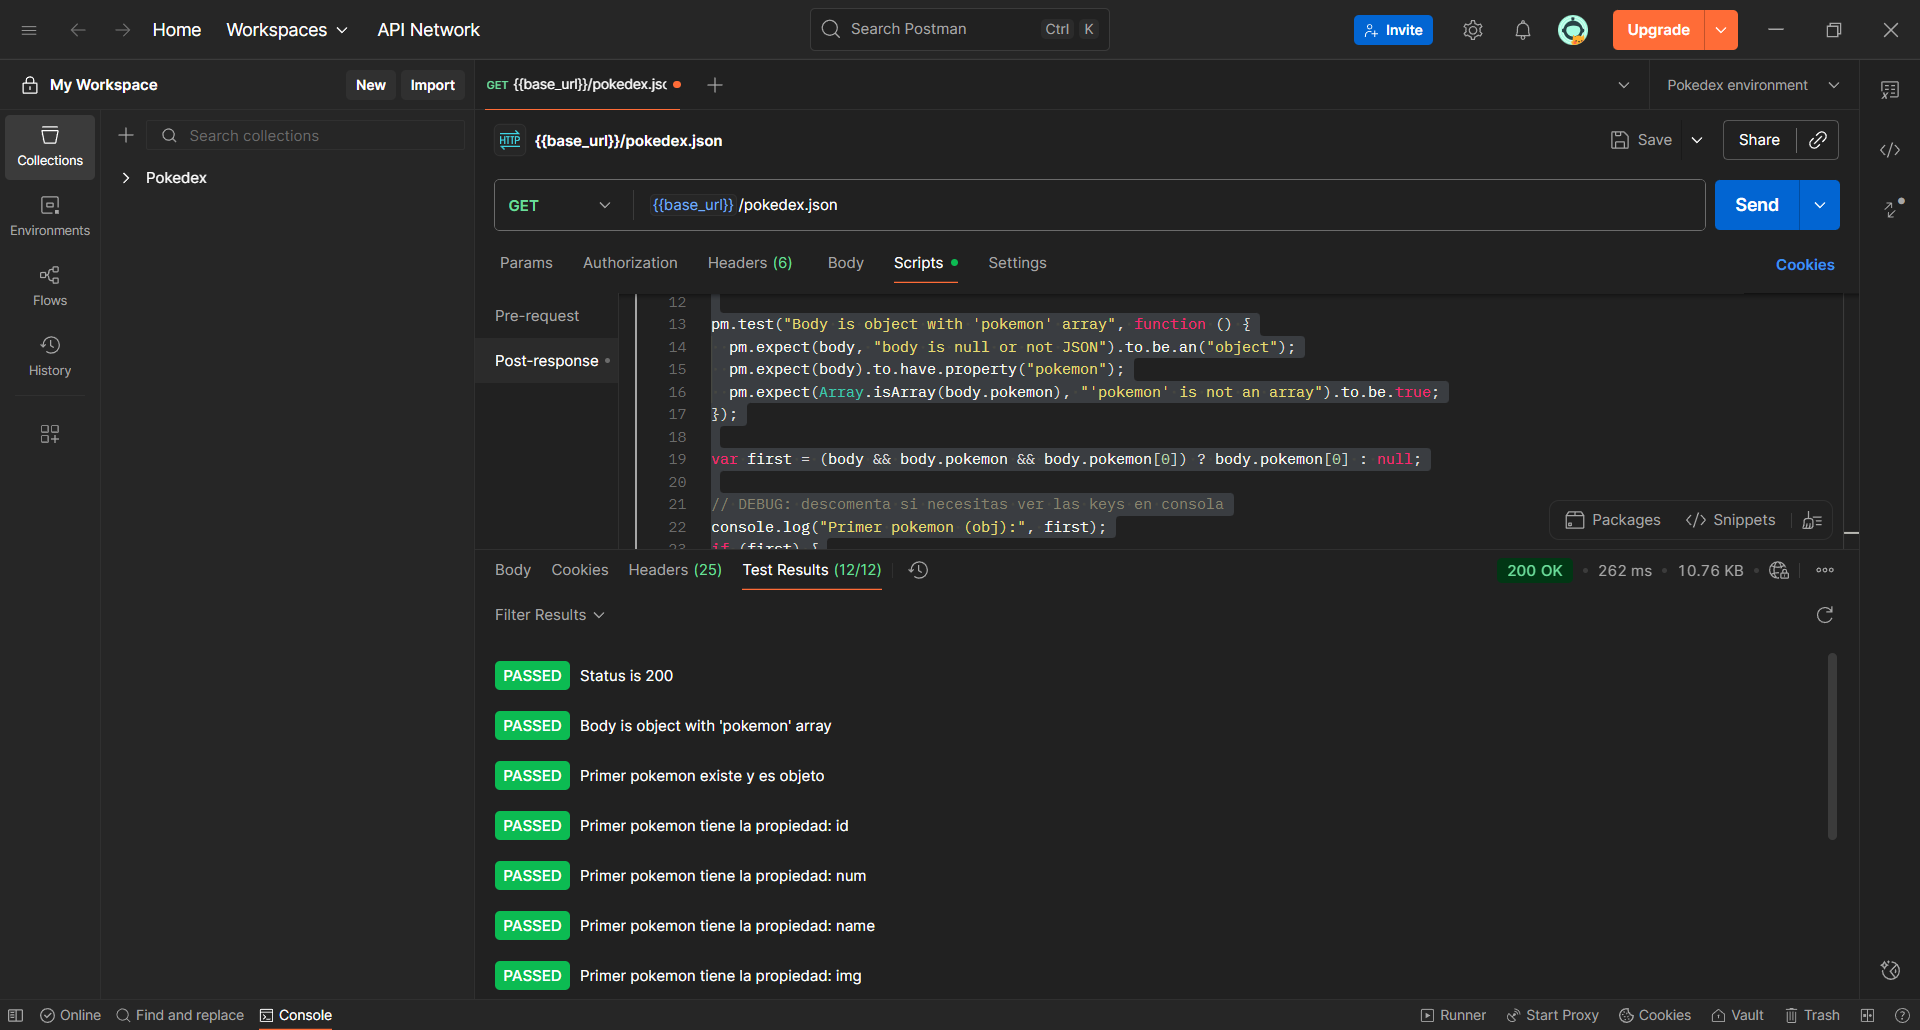 Home
Workspaces
API Network
Search Postman
Ctrl K
Invite
Upgrade
My Workspace
New
Import
GET {{base_url}}/pokedex.jsc
Pokedex environment
Collections
Search collections
Pokedex
Environments
Flows
History
HTTP {{base_url}}/pokedex.json
Save
Share
GET
{{base_url}} /pokedex.json
Send
Params
Authorization
Headers (6)
Body
Scripts
Settings
Cookies
Pre-request
Post-response
12
13 pm.test("Body is object with 'pokemon' array", function () {
14 pm.expect(body, "body is null or not JSON").to.be.an("object");
15 pm.expect(body).to.have.property("pokemon");
16 pm.expect(Array.isArray(body.pokemon), "'pokemon' is not an array").to.be.true;
17 });
18
19 var first = (body && body.pokemon && body.pokemon[0]) ? body.pokemon[0] : null;
20
21 // DEBUG: descomenta si necesitas ver las keys en consola
22 console.log("Primer pokemon (obj):", first);
23 if (first) {
Packages
Snippets
Body
Cookies
Headers (25)
Test Results (12/12)
200 OK
262 ms
10.76 KB
Filter Results
PASSED Status is 200
PASSED Body is object with 'pokemon' array
PASSED Primer pokemon existe y es objeto
PASSED Primer pokemon tiene la propiedad: id
PASSED Primer pokemon tiene la propiedad: num
PASSED Primer pokemon tiene la propiedad: name
PASSED Primer pokemon tiene la propiedad: img
Online
Find and replace
Console
Runner
Start Proxy
Cookies
Vault
Trash